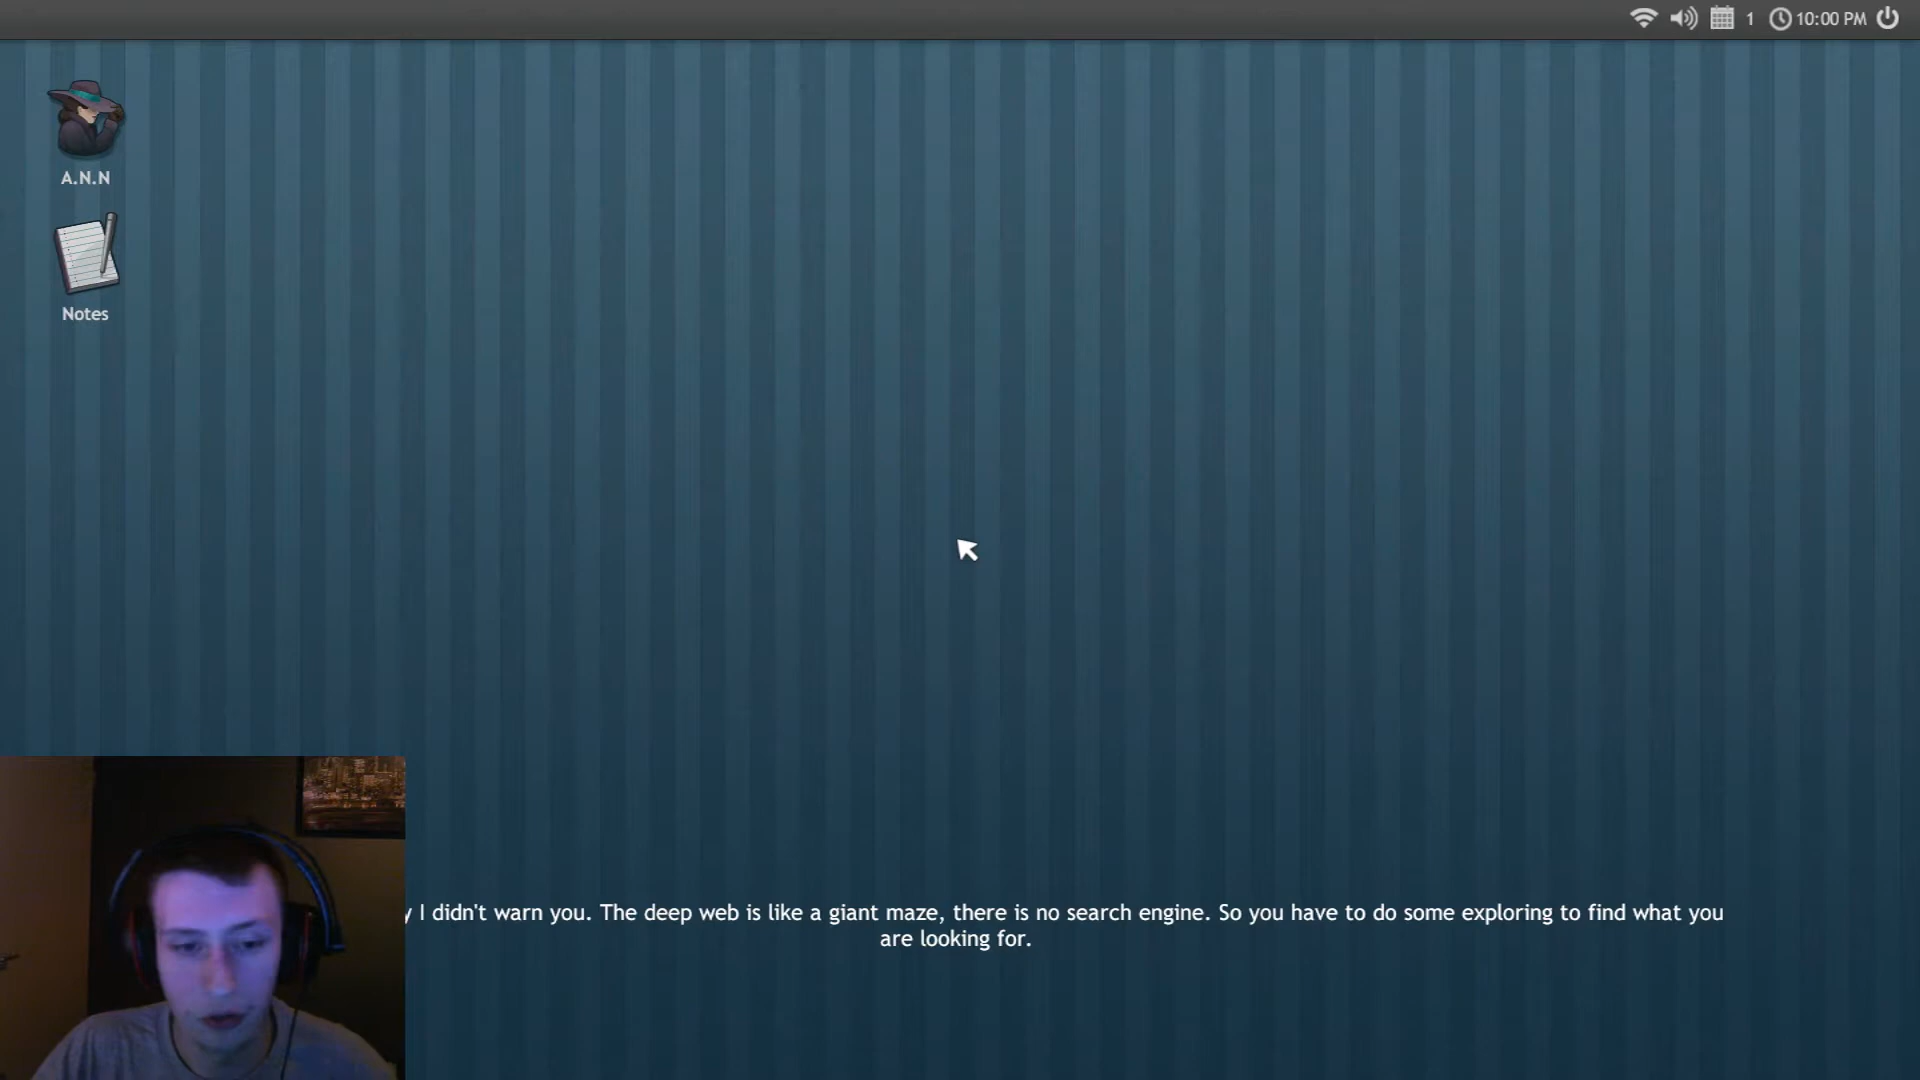 1 10:00 PM
A.N.N
Notes
I didn't warn you. The deep web is like a giant maze, there is no search engine. So you have to do some exploring to find what you
are looking for.